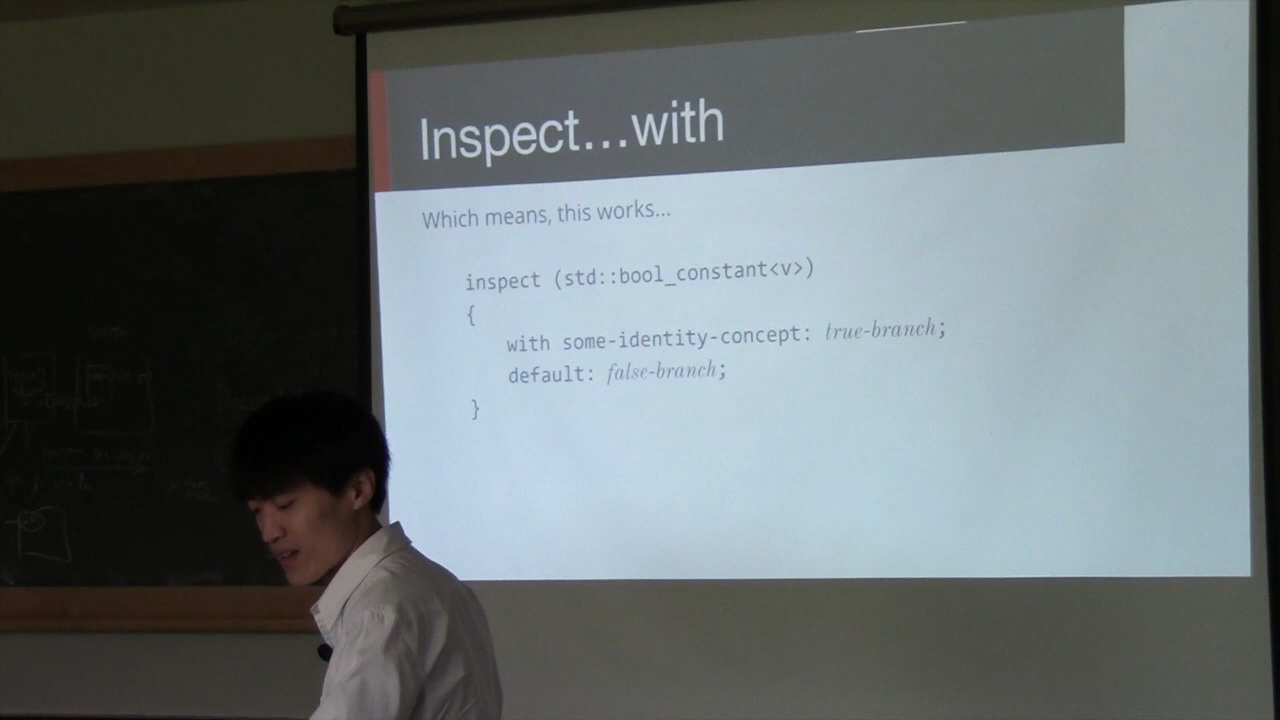 Inspect…with
Which means, this works…
inspect (std::bool_constant<v>)
{
with some-identity-concept: true-branch;
default: false-branch;
}